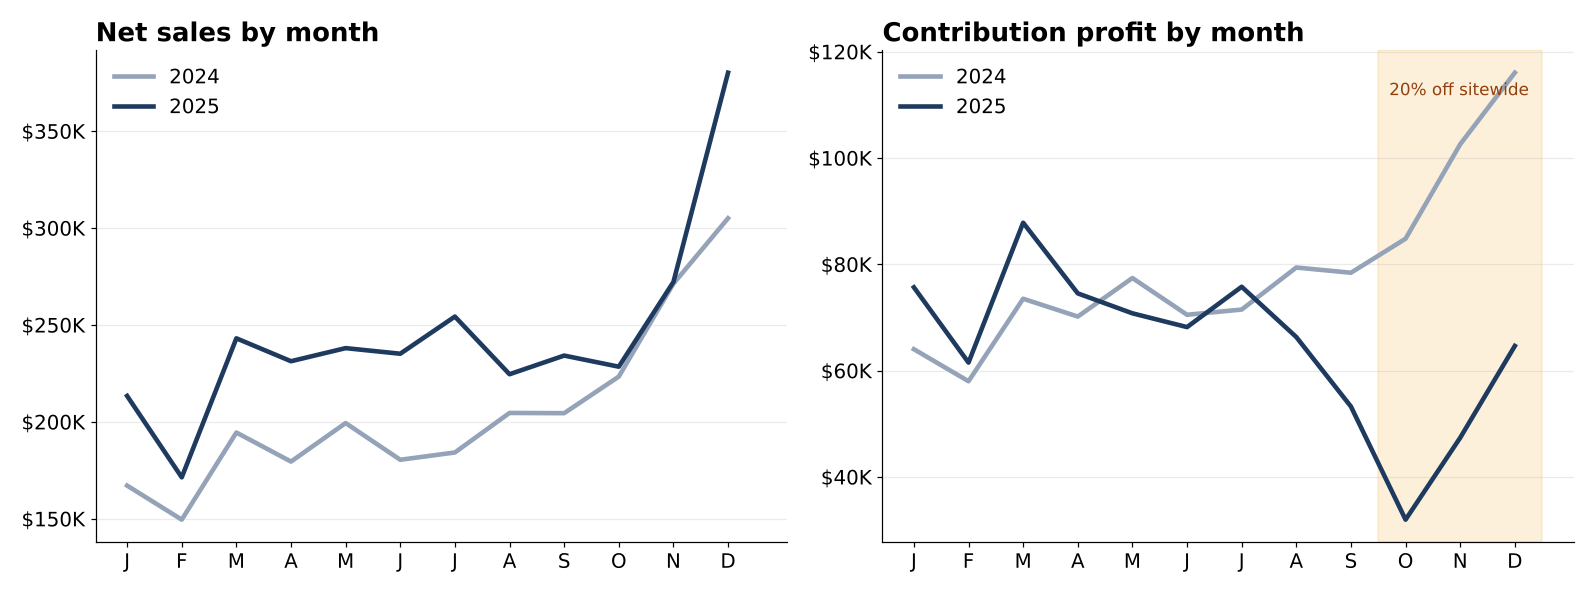 Net sales by month
2024
2025
$350K
$300K
$250K
$200K
$150K
J F M A M J J A S O N D
Contribution profit by month
$120K
2024
2025
20% off sitewide
$100K
$80K
$60K
$40K
J F M A M J J A S O N D